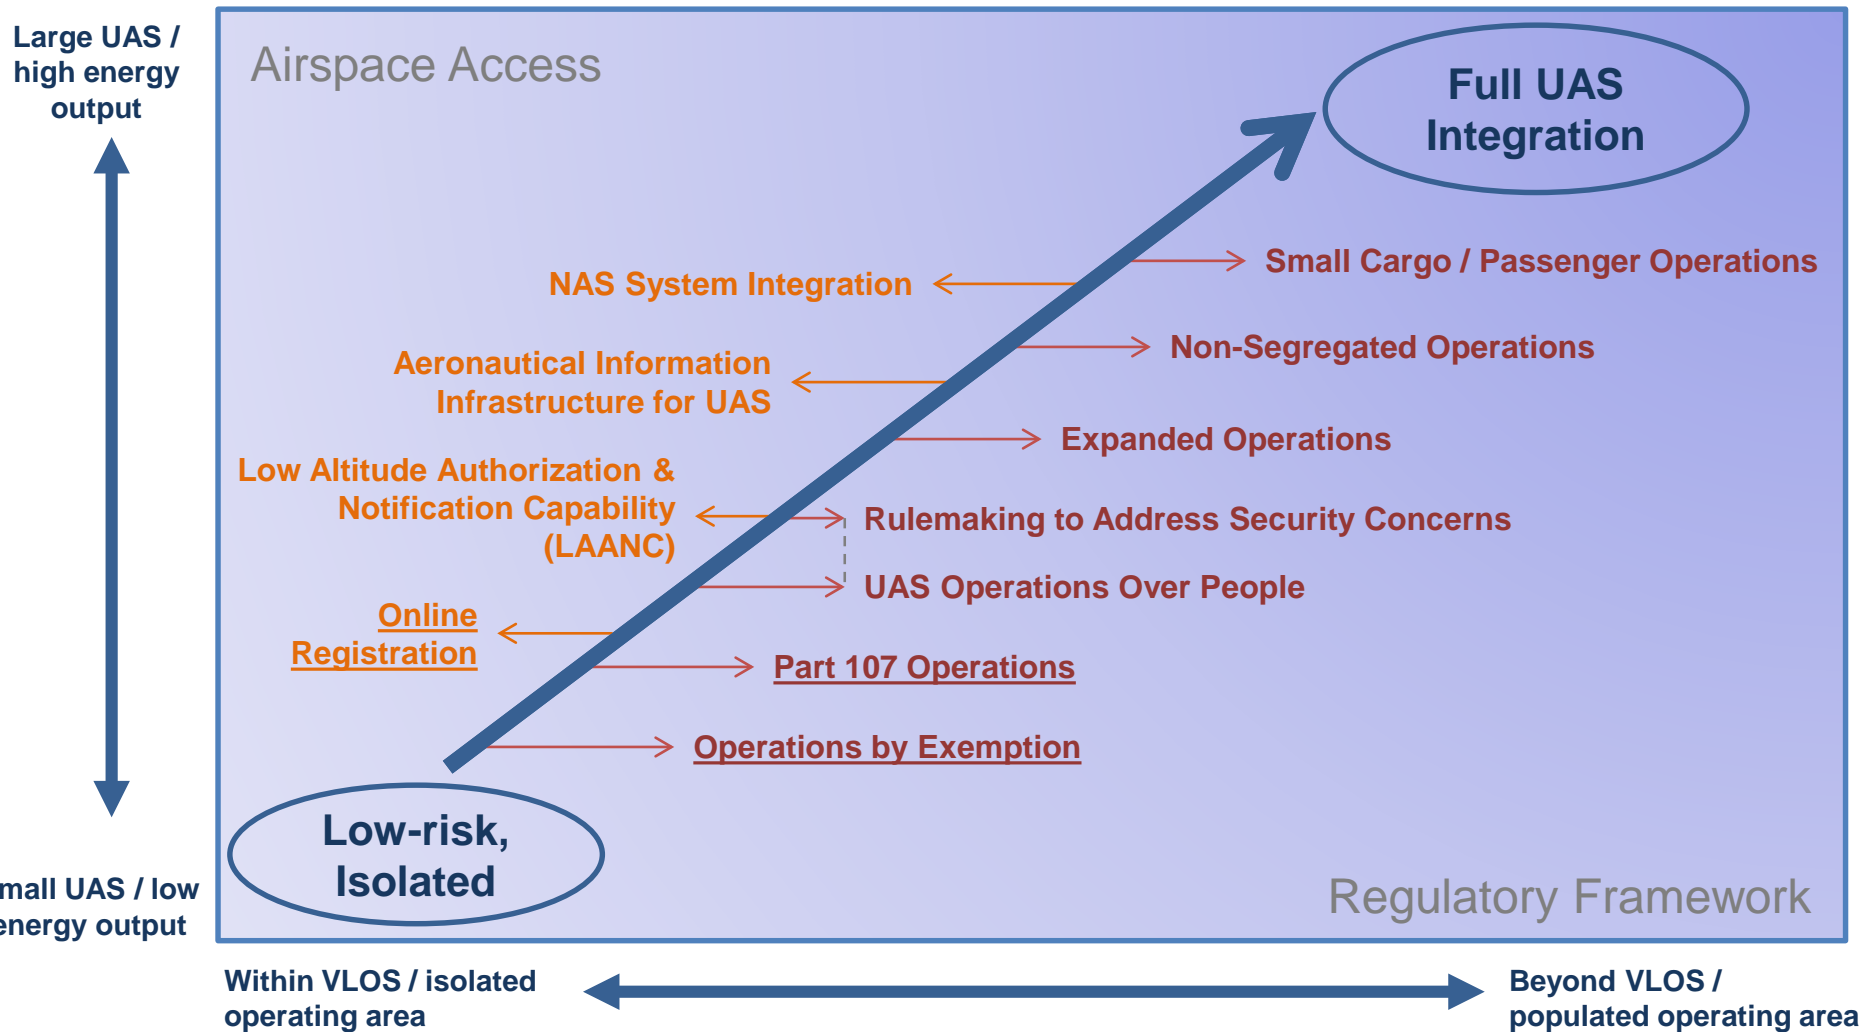 Large UAS /
high energy
output
Airspace Access
Full UAS
Integration
Small Cargo / Passenger Operations
NAS System Integration
Non-Segregated Operations
Aeronautical Information
Infrastructure for UAS
Expanded Operations
Low Altitude Authorization &
Notification Capability
(LAANC)
Rulemaking to Address Security Concerns
UAS Operations Over People
Online
Registration
Part 107 Operations
Operations by Exemption
Low-risk,
Isolated
mall UAS / low
energy output
Regulatory Framework
Within VLOS / isolated
operating area
Beyond VLOS /
populated operating area